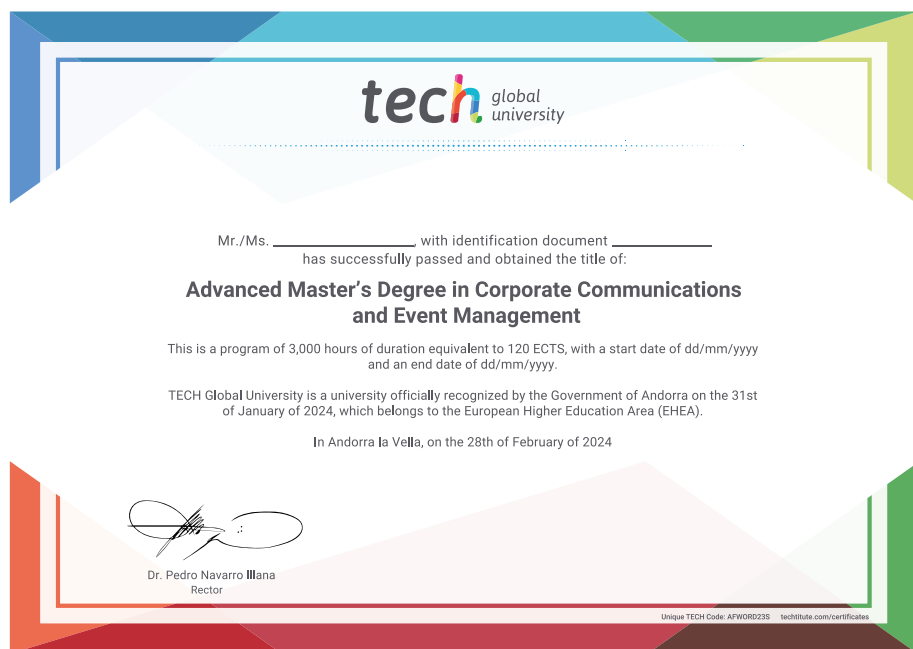 tech global university
Mr./Ms. ____________________, with identification document ______________
has successfully passed and obtained the title of:
Advanced Master's Degree in Corporate Communications
and Event Management
This is a program of 3,000 hours of duration equivalent to 120 ECTS, with a start date of dd/mm/yyyy
and an end date of dd/mm/yyyy.
TECH Global University is a university officially recognized by the Government of Andorra on the 31st
of January of 2024, which belongs to the European Higher Education Area (EHEA).
In Andorra la Vella, on the 28th of February of 2024
Dr. Pedro Navarro Illana
Rector
Unique TECH Code: AFWORD23S techtitute.com/certificates